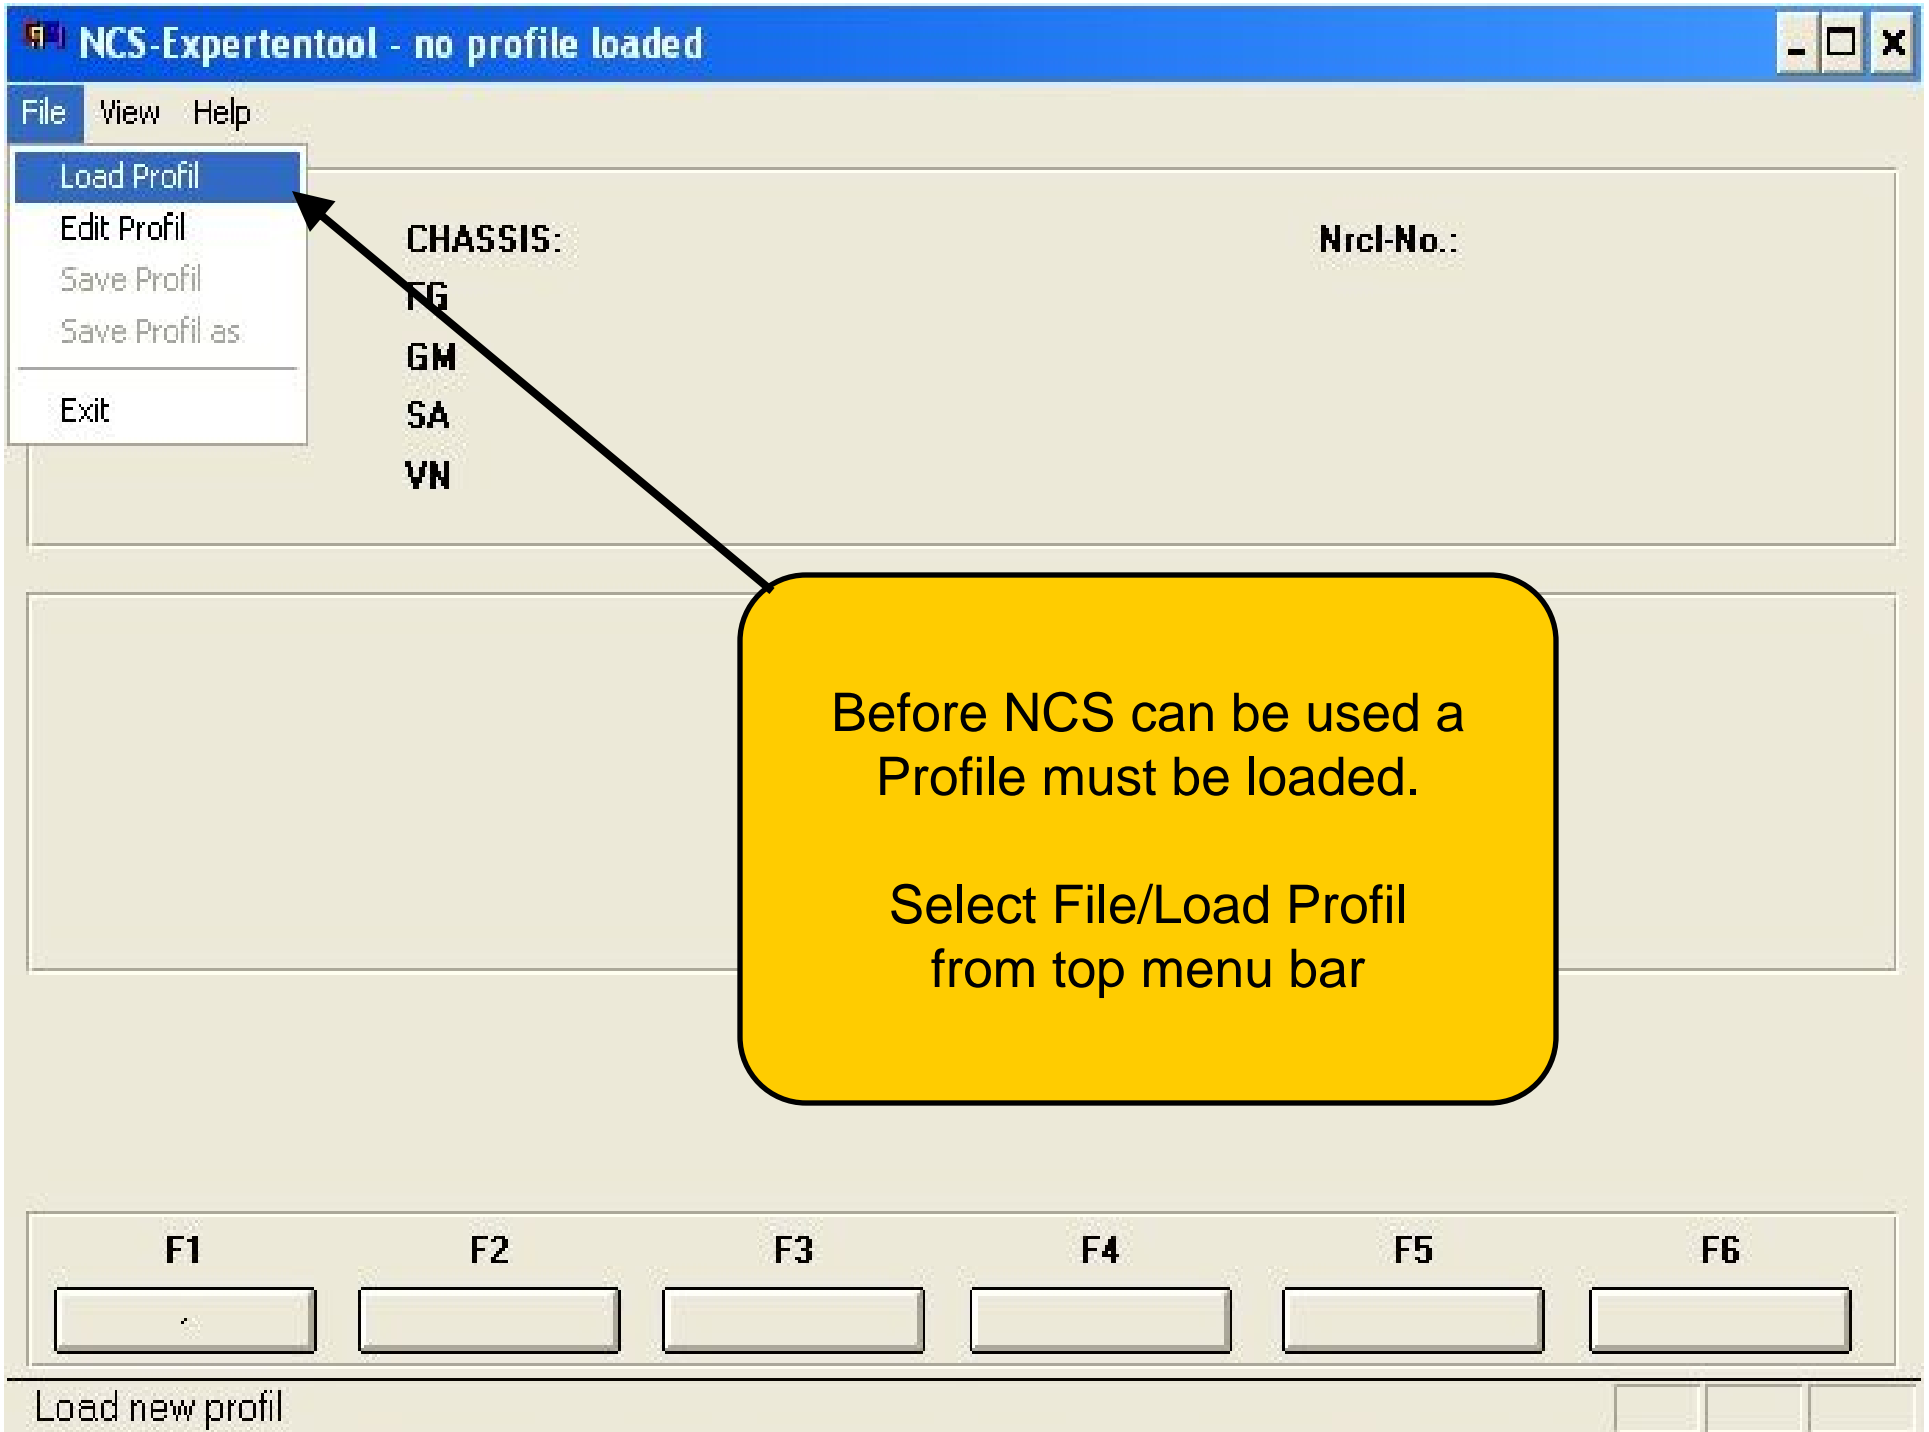 NCS-Expertentool - no profile loaded
File View Help
Load Profil
Edit Profil
Save Profil
Save Profil as
Exit
CHASSIS: Nrcl-No.:
FG
GM
SA
VN
Before NCS can be used a
Profile must be loaded.
Select File/Load Profil
from top menu bar
F1 F2 F3 F4 F5 F6
Load new profil